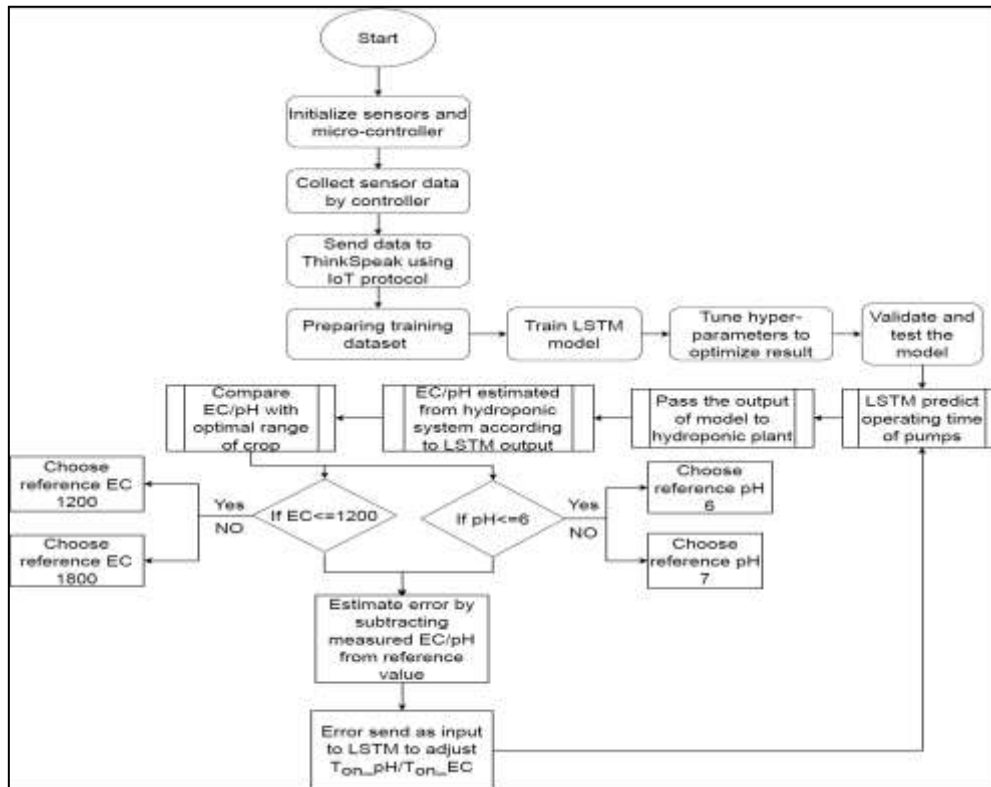 Start
Initialize sensors and
micro-controller
Collect sensor data
by controller
Send data to
ThinkSpeak using
IoT protocol
Preparing training
dataset
Train LSTM
model
Tune hyper-
parameters to
optimize result
Validate and
test the
model
LSTM predict
operating time
of pumps
Pass the output
of model to
hydroponic plant
EC/pH estimated
from hydroponic
system according
to LSTM output
Compare
EC/pH with
optimal range
of crop
If EC<=1200
Yes
NO
Choose
reference EC
1200
Choose
reference EC
1800
If pH<=6
Yes
NO
Choose
reference pH
6
Choose
reference pH
7
Estimate error by
subtracting
measured EC/pH
from reference
value
Error send as input
to LSTM to adjust
Ton_pH/Ton_EC